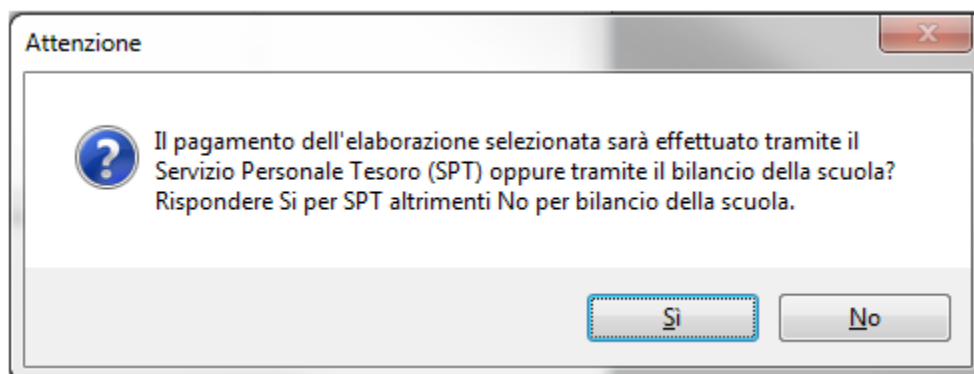 Attenzione
Il pagamento dell'elaborazione selezionata sarà effettuato tramite il
Servizio Personale Tesoro (SPT) oppure tramite il bilancio della scuola?
Rispondere Si per SPT altrimenti No per bilancio della scuola.
Sì
No